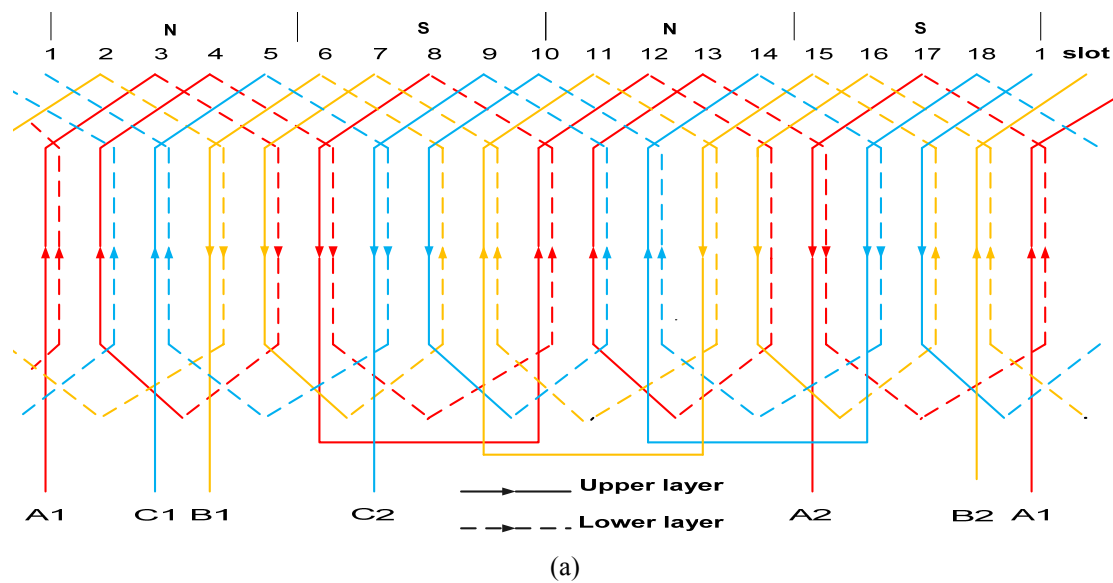 N S N S
1 2 3 4 5 6 7 8 9 10 11 12 13 14 15 16 17 18 1 slot
A1 C1 B1 C2 A2 B2 A1
Upper layer
Lower layer
(a)